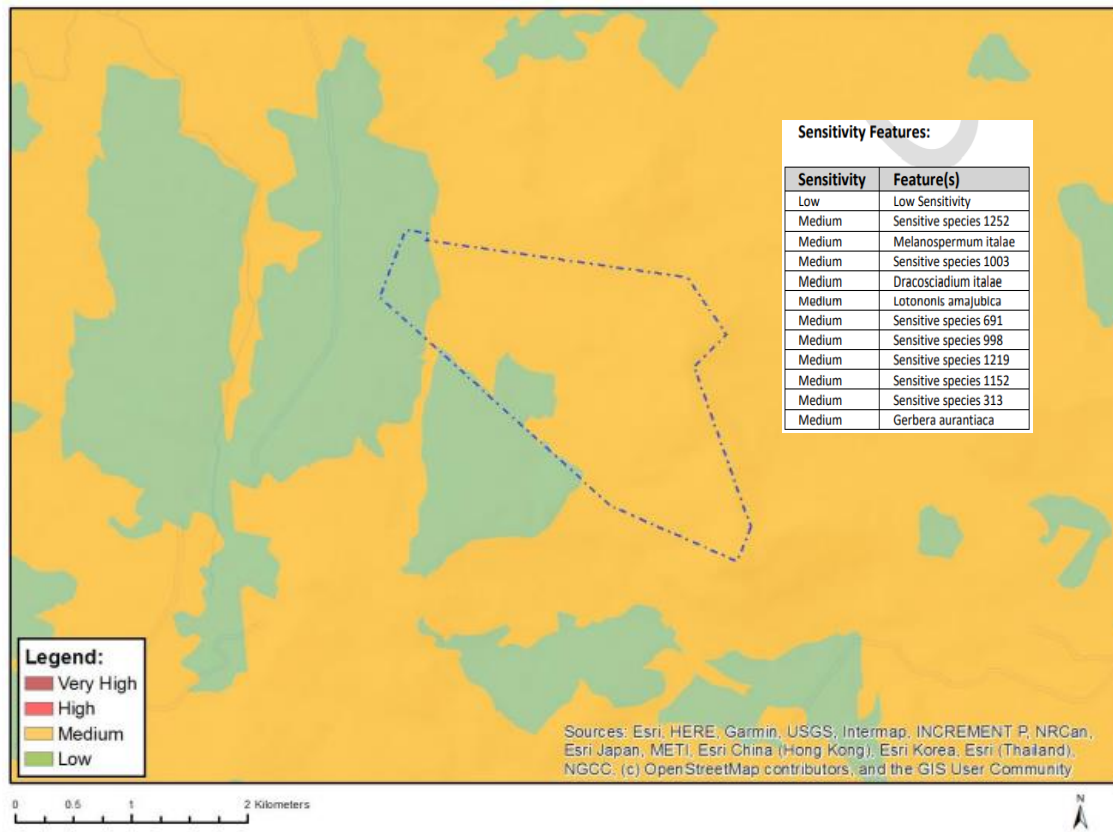 Sensitivity Features:
Sensitivity Feature(s)
Low Low Sensitivity
Medium Sensitive species 1252
Medium Melanospermum italae
Medium Sensitive species 1003
Medium Dracosciadium italae
Medium Lotononis amajubica
Medium Sensitive species 691
Medium Sensitive species 998
Medium Sensitive species 1219
Medium Sensitive species 1152
Medium Sensitive species 313
Medium Gerbera aurantiaca
Legend:
Very High
High
Medium
Low
Sources: Esri, HERE, Garmin, USGS, Intermap, INCREMENT P, NRCan,
Esri Japan, METI, Esri China (Hong Kong), Esri Korea, Esri (Thailand),
NGCC, (c) OpenStreetMap contributors, and the GIS User Community
0 0.5 1 2 Kilometers
N